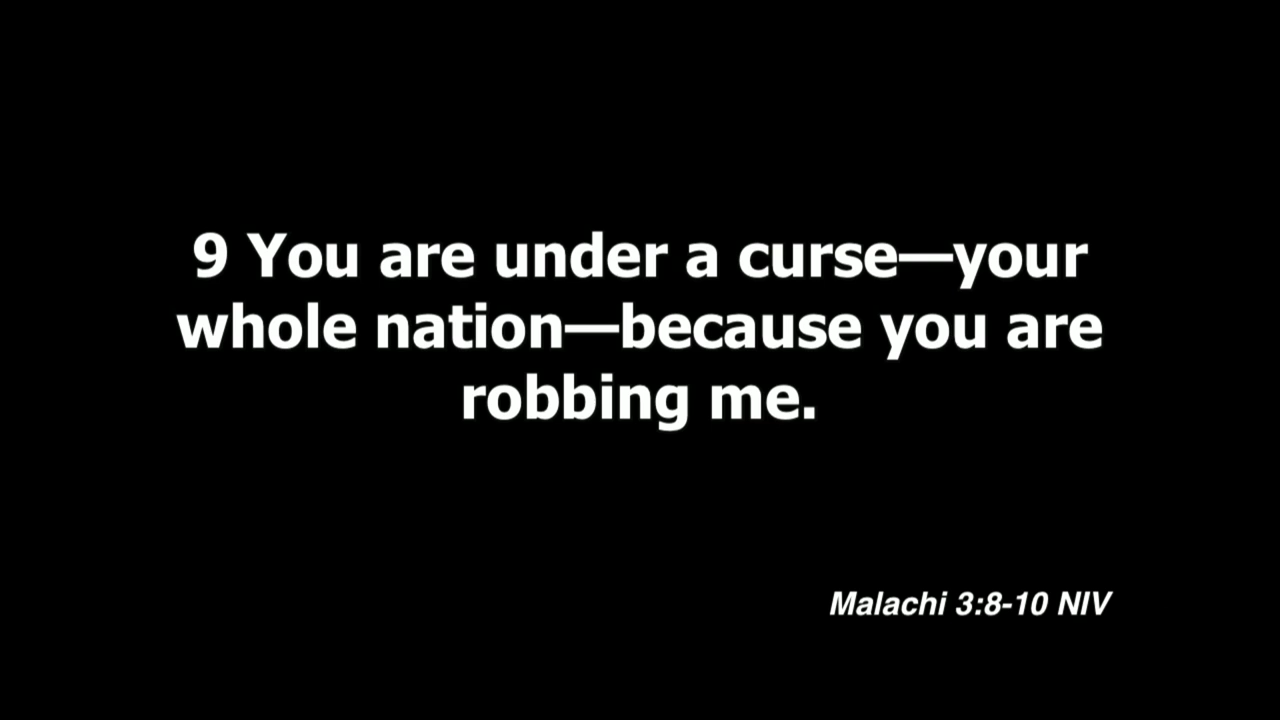 9 You are under a curse—your
whole nation—because you are
robbing me.
Malachi 3:8-10 NIV